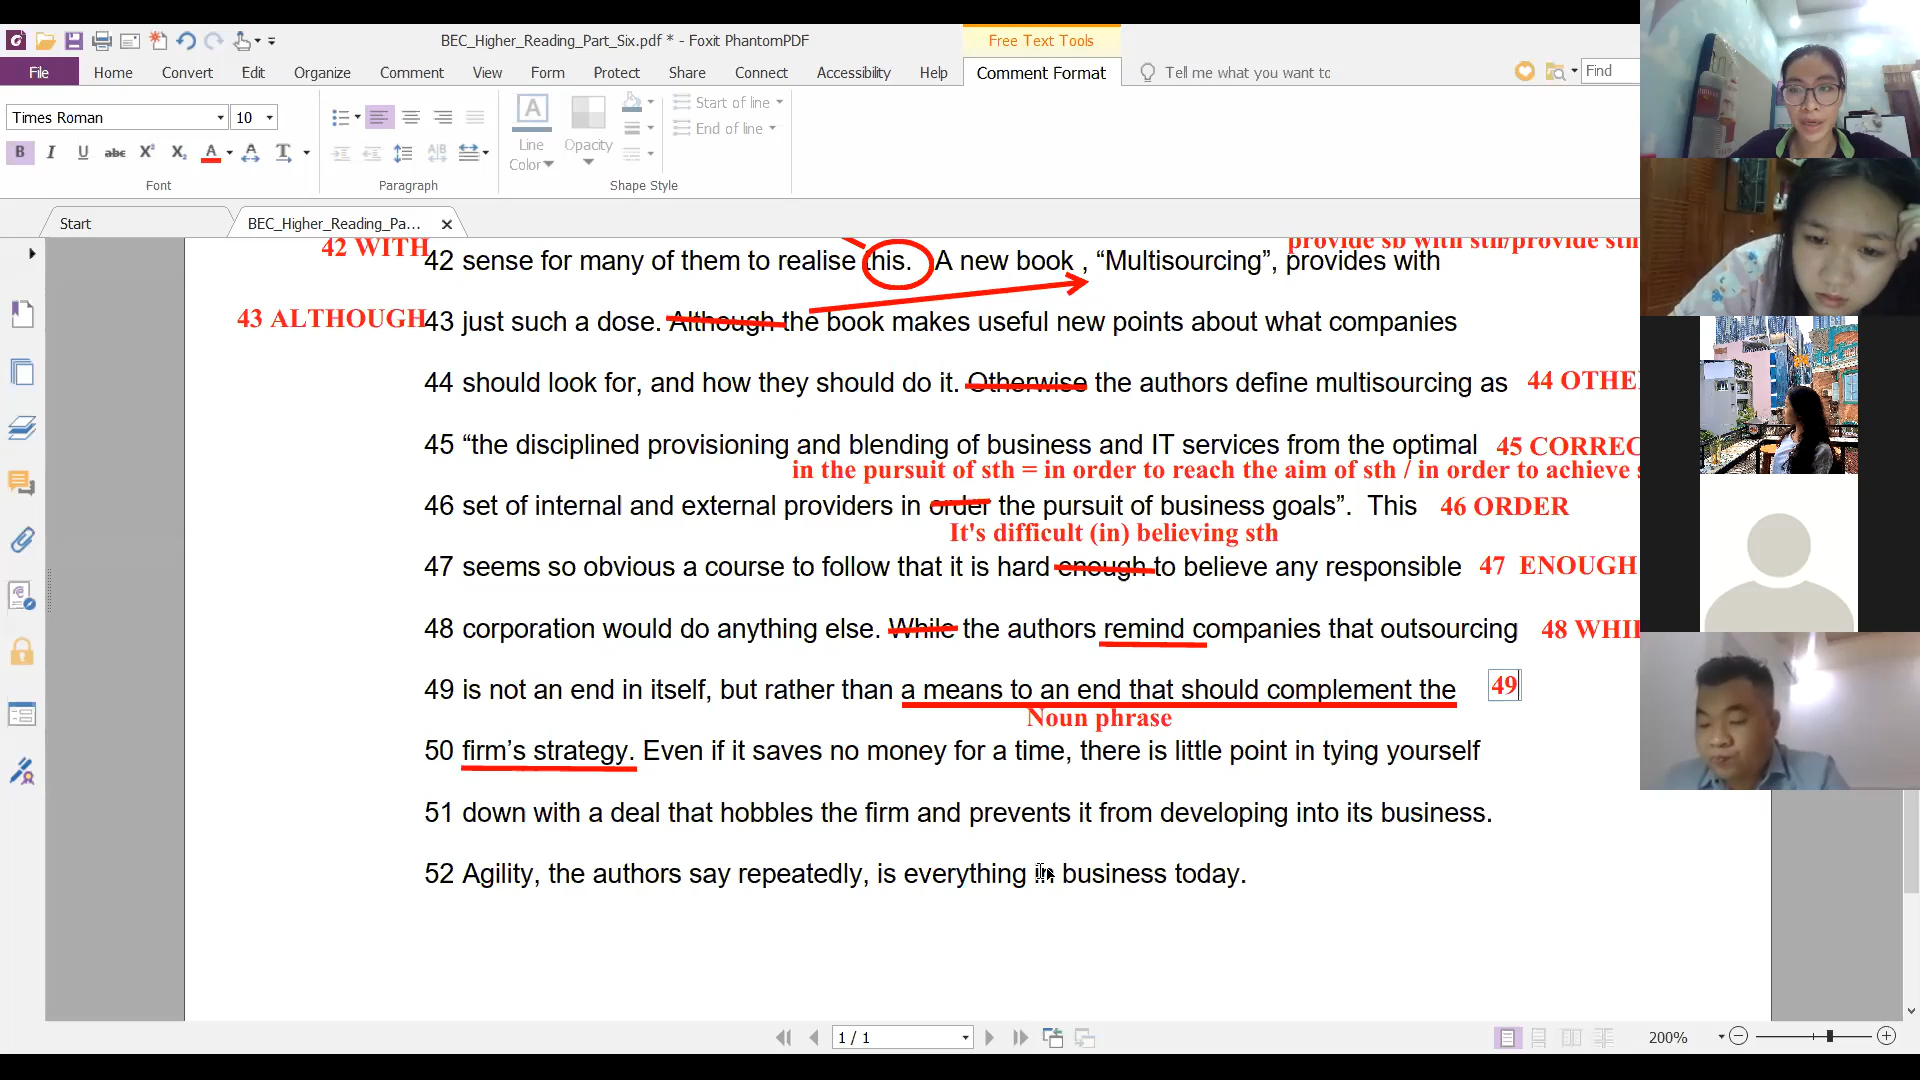 BEC_Higher_Reading_Part_Six.pdf * - Foxit PhantomPDF
Free Text Tools
File Home Convert Edit Organize Comment View Form Protect Share Connect Accessibility Help Comment Format Tell me what you want to Find
Times Roman 10
Start of line
End of line
Line Color
Opacity
B I U abc X² X₂ A
Font Paragraph Shape Style
Start BEC_Higher_Reading_Pa...
42 WITH provide sb with sth/provide sth
42 sense for many of them to realise this. A new book , “Multisourcing”, provides with
43 ALTHOUGH
43 just such a dose. Although the book makes useful new points about what companies
44 should look for, and how they should do it. Otherwise the authors define multisourcing as 44 OTHE
45 “the disciplined provisioning and blending of business and IT services from the optimal 45 CORREC
in the pursuit of sth = in order to reach the aim of sth / in order to achieve
46 set of internal and external providers in order the pursuit of business goals”. This 46 ORDER
It's difficult (in) believing sth
47 seems so obvious a course to follow that it is hard enough to believe any responsible 47 ENOUGH
48 corporation would do anything else. While the authors remind companies that outsourcing 48 WHI
49 is not an end in itself, but rather than a means to an end that should complement the 49
Noun phrase
50 firm’s strategy. Even if it saves no money for a time, there is little point in tying yourself
51 down with a deal that hobbles the firm and prevents it from developing into its business.
52 Agility, the authors say repeatedly, is everything in business today.
1 / 1 200%